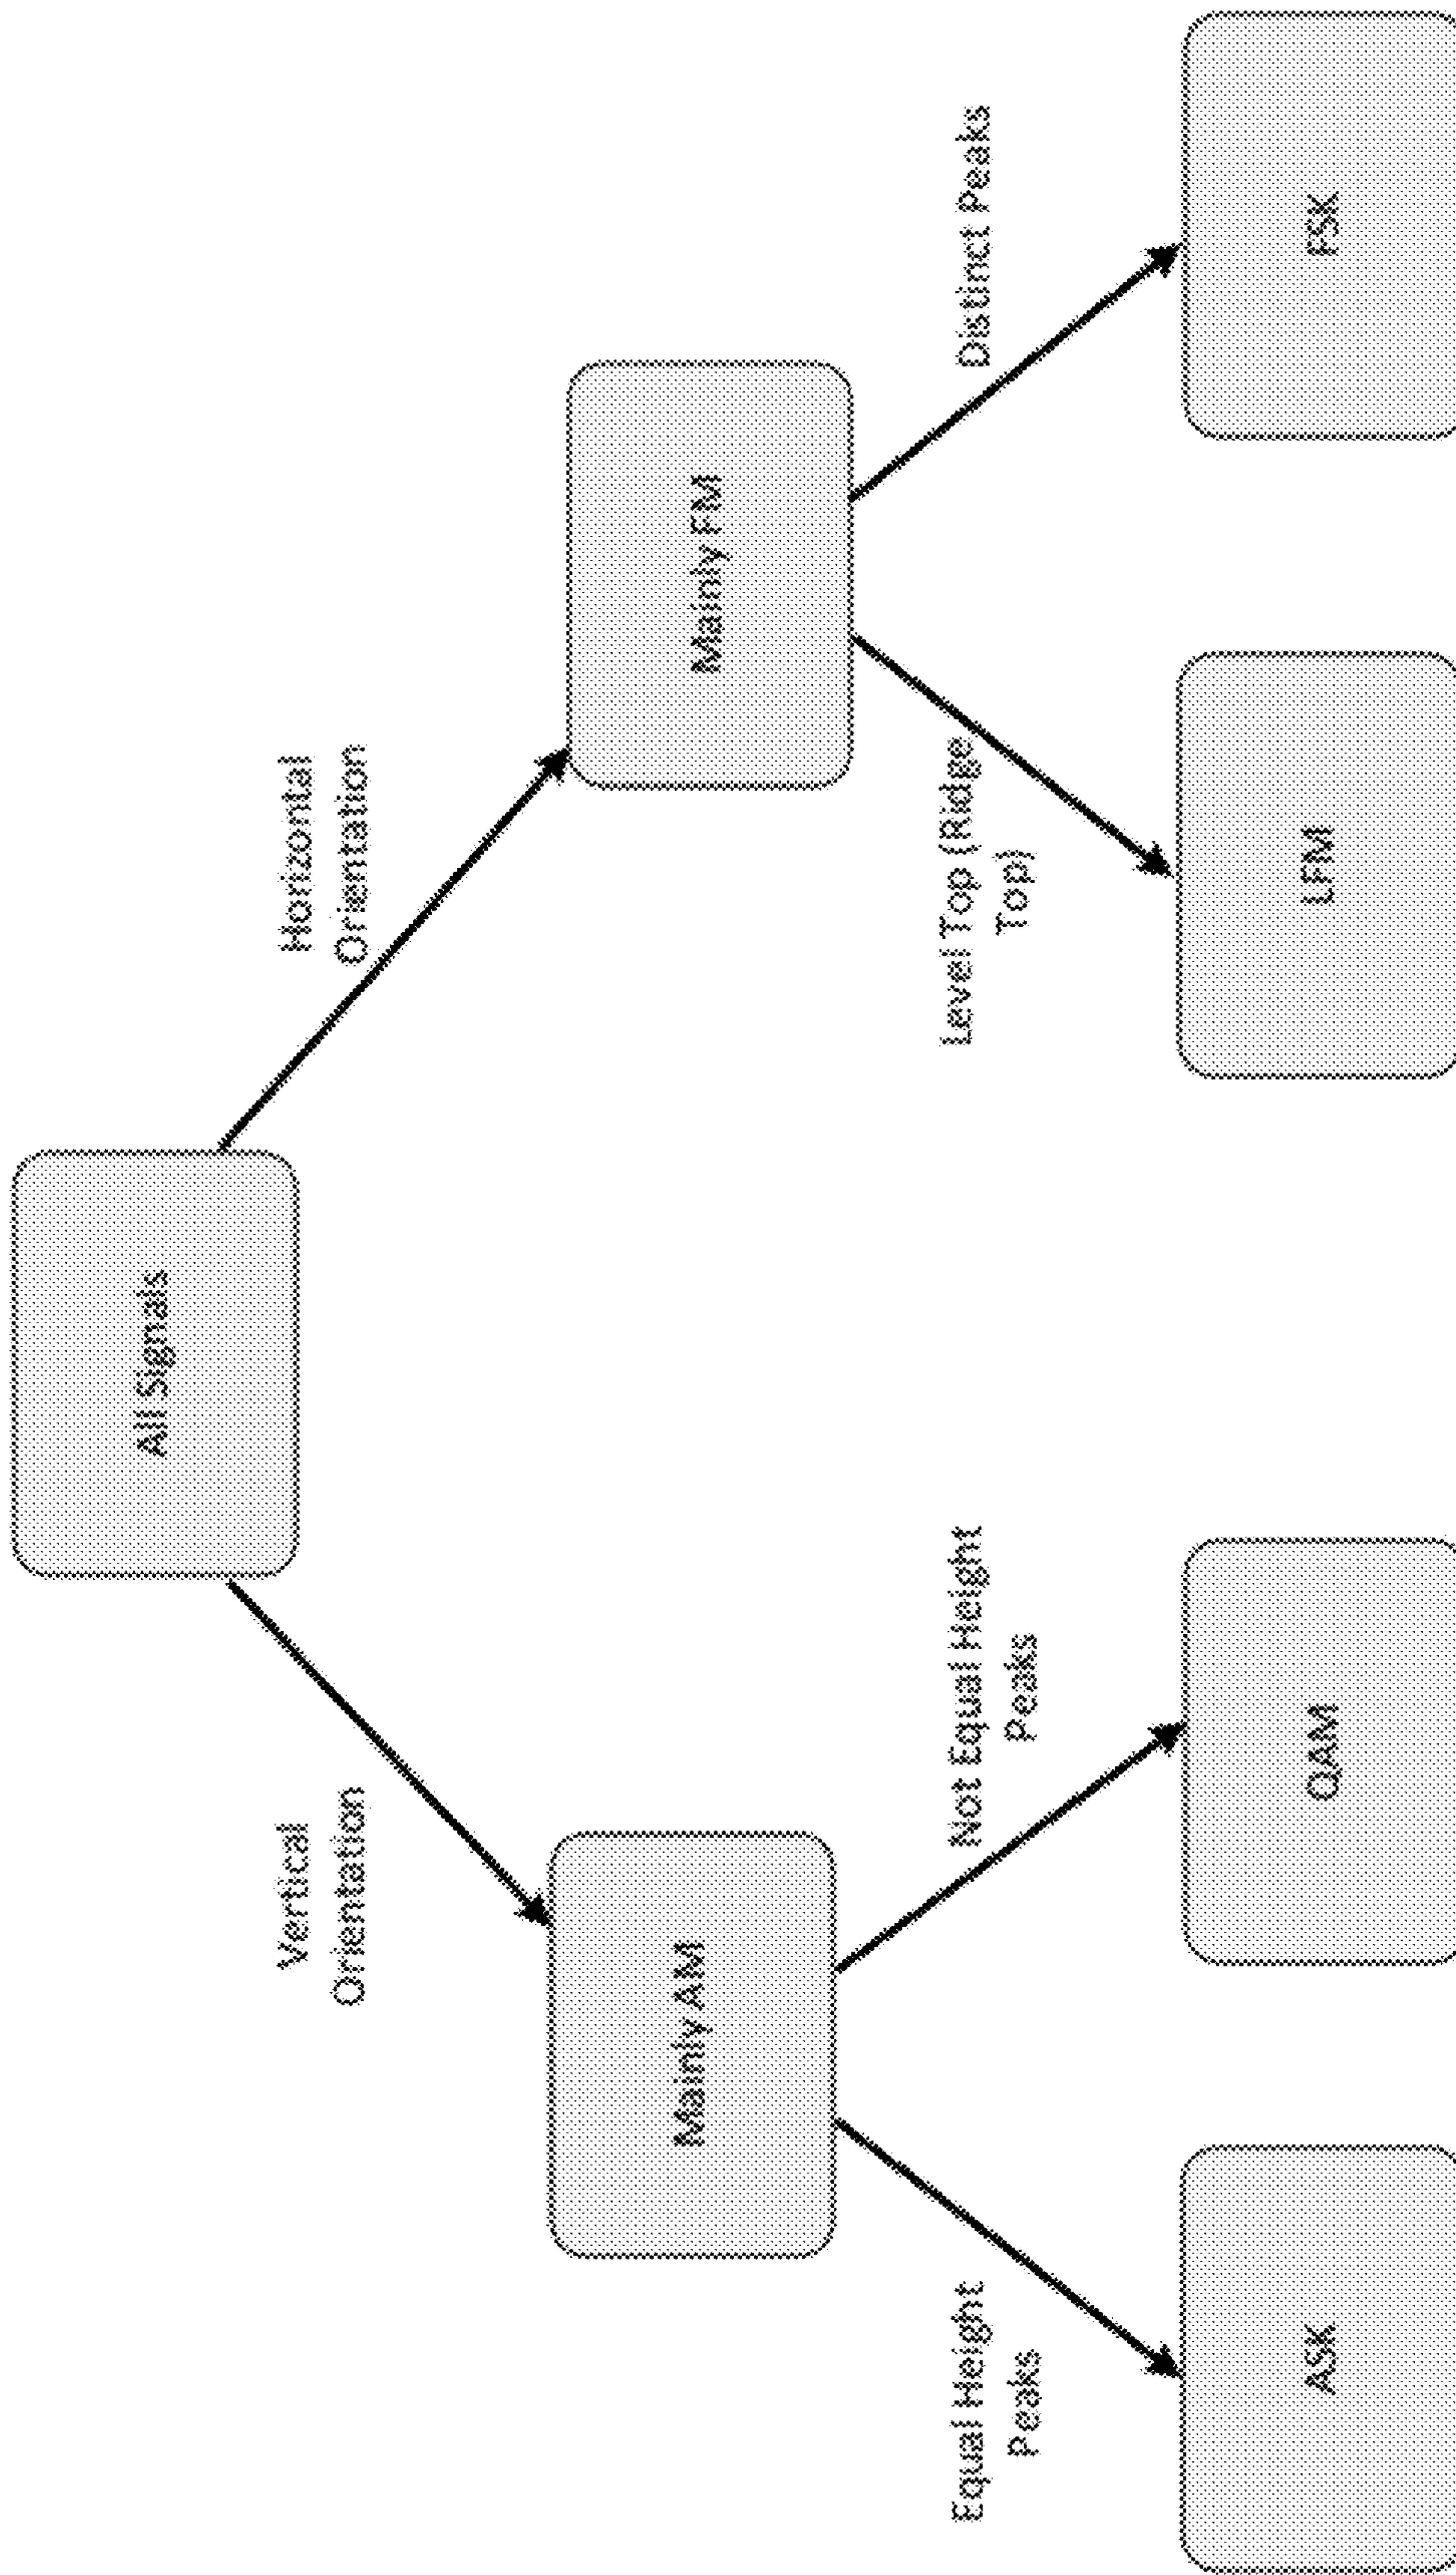 All Signals
Vertical
Orientation
Horizontal
Orientation
Mainly AM
Mainly FM
Equal Height
Peaks
Not Equal Height
Peaks
Level Top (Ridge
Top)
Distinct Peaks
ASK
QAM
LFM
FSK